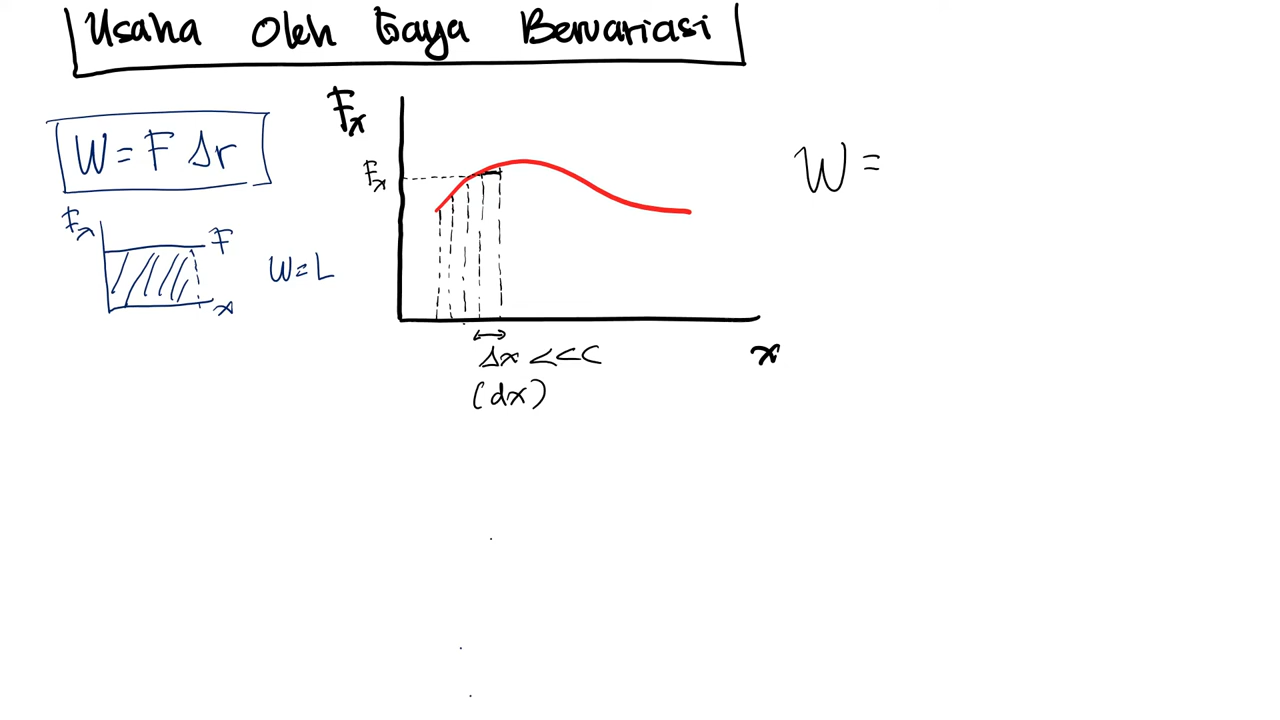 Usaha Oleh Gaya Bervariasi
W = F Δr
Fx
F
x
W = L
Fx
Fx
Δx <<<
(dx)
x
W =